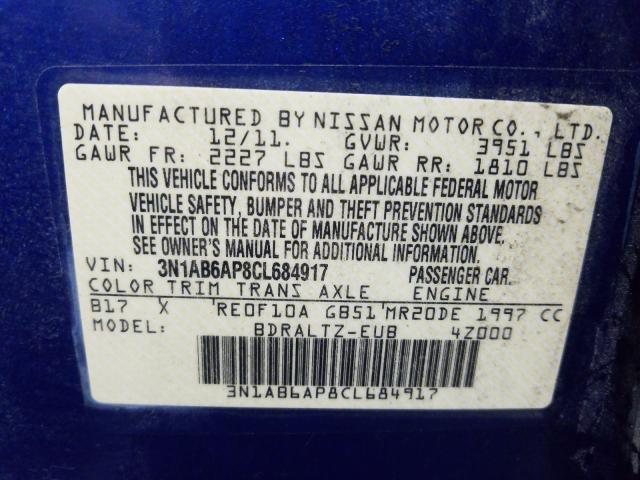 MANUFACTURED BY NISSAN MOTOR CO., LTD.
DATE: 12/11. GVWR: 3951 LBS
GAWR FR: 2227 LBS GAWR RR: 1810 LBS
THIS VEHICLE CONFORMS TO ALL APPLICABLE FEDERAL MOTOR
VEHICLE SAFETY, BUMPER AND THEFT PREVENTION STANDARDS
IN EFFECT ON THE DATE OF MANUFACTURE SHOWN ABOVE.
SEE OWNER'S MANUAL FOR ADDITIONAL INFORMATION.
VIN: 3N1AB6AP8CL684917 PASSENGER CAR.
COLOR TRIM TRANS AXLE ENGINE
B17 X RE0F10A GB51 MR20DE 1997 CC
MODEL: BDRALTZ-EUB 4Z000
3N1AB6AP8CL684917